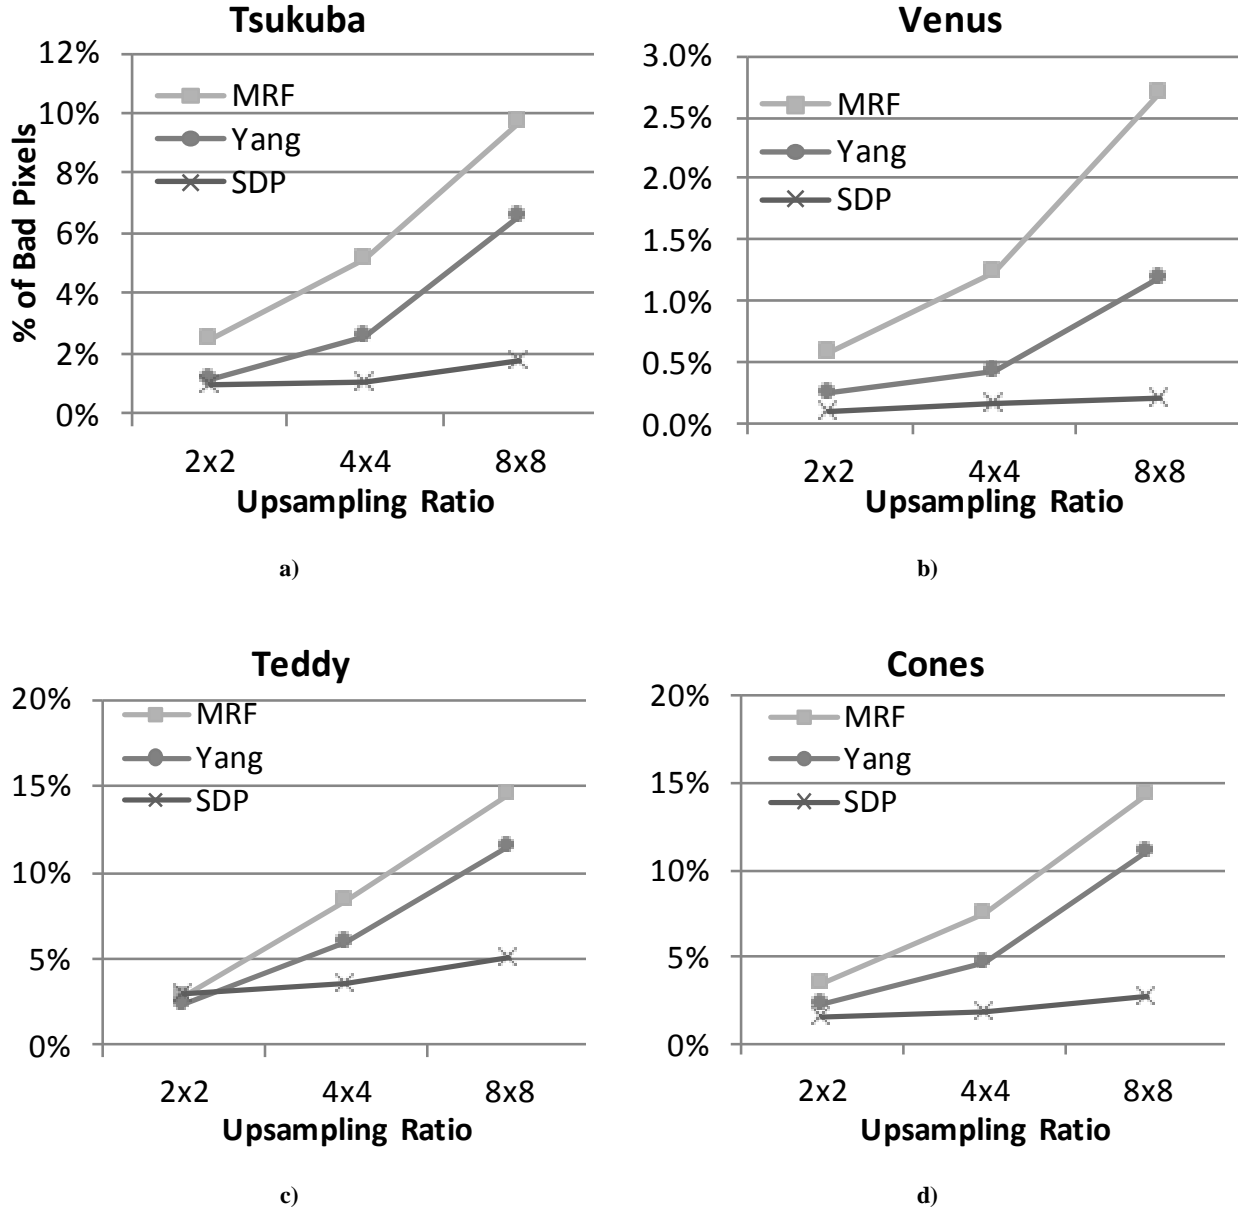 Tsukuba
% of Bad Pixels
12%
10%
8%
6%
4%
2%
0%
MRF
Yang
SDP
2x2 4x4 8x8
Upsampling Ratio
a)
Venus
3.0%
2.5%
2.0%
1.5%
1.0%
0.5%
0.0%
MRF
Yang
SDP
2x2 4x4 8x8
Upsampling Ratio
b)
Teddy
20%
15%
10%
5%
0%
MRF
Yang
SDP
2x2 4x4 8x8
Upsampling Ratio
c)
Cones
20%
15%
10%
5%
0%
MRF
Yang
SDP
2x2 4x4 8x8
Upsampling Ratio
d)